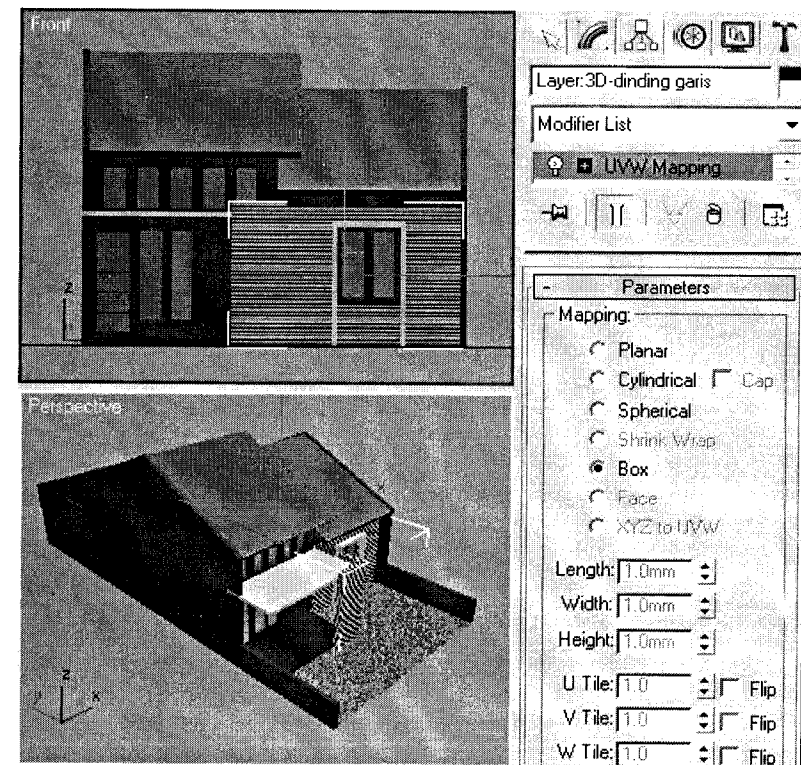 Front
Perspective
z
z
x
y
Layer:3D-dinding garis
Modifier List
UVW Mapping
- Parameters
Mapping:
Planar
Cylindrical Cap
Spherical
Shrink Wrap
Box
Face
XYZ to UVW
Length: 1.0mm
Width: 1.0mm
Height: 1.0mm
U Tile: 1.0 Flip
V Tile: 1.0 Flip
W Tile: 1.0 Flip